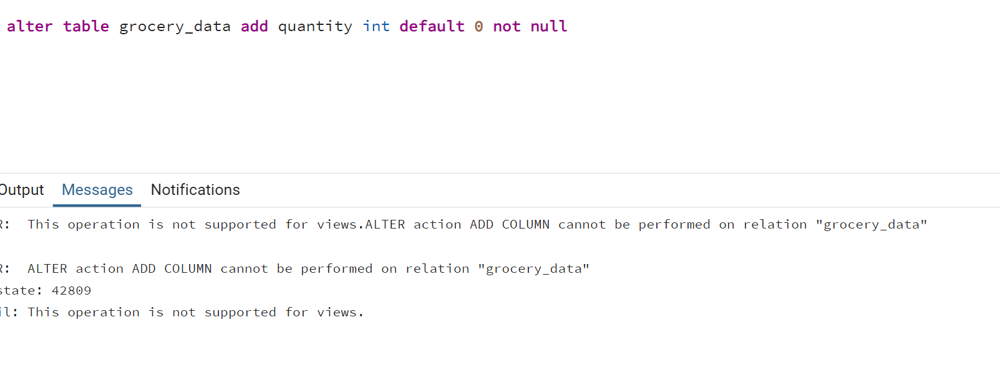 alter table grocery_data add quantity int default 0 not null
Output Messages Notifications
R: This operation is not supported for views.ALTER action ADD COLUMN cannot be performed on relation "grocery_data"
R: ALTER action ADD COLUMN cannot be performed on relation "grocery_data"
state: 42809
il: This operation is not supported for views.